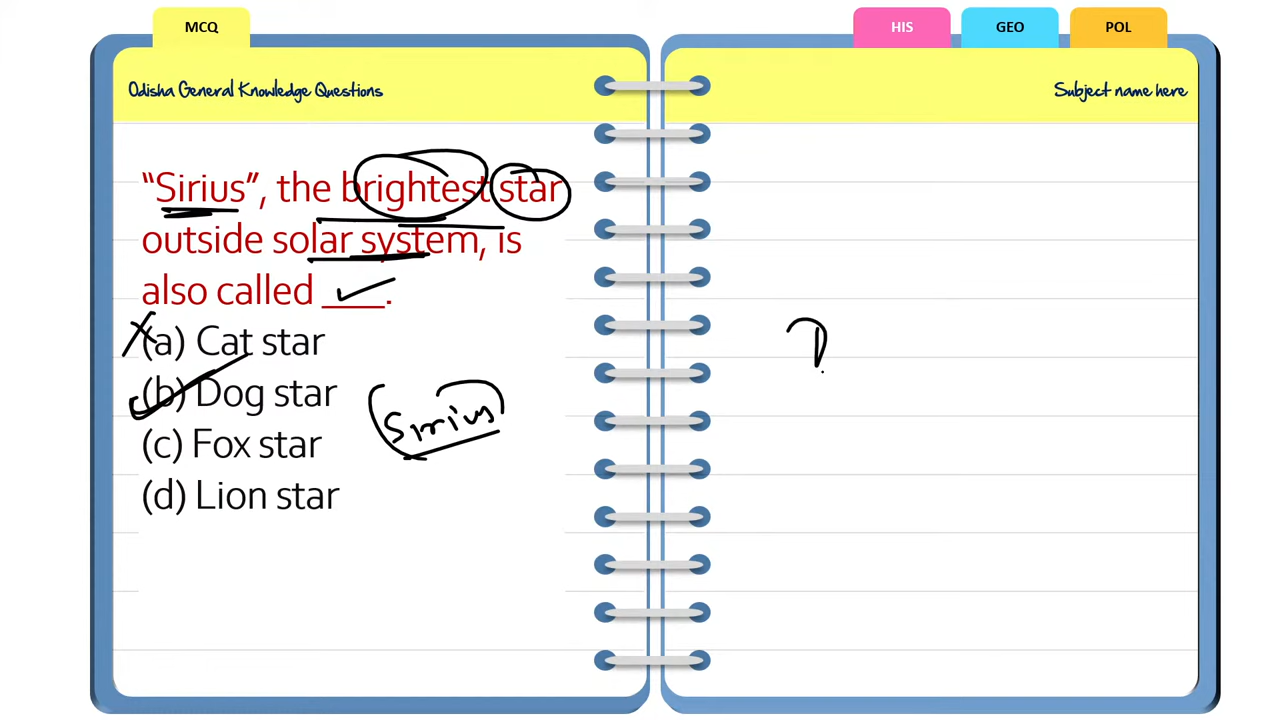 MCQ
HIS
GEO
POL
Odisha General Knowledge Questions
Subject name here
“Sirius”, the brightest star
outside solar system, is
also called ____.
(a) Cat star
(b) Dog star
(c) Fox star
(d) Lion star
Sirius
?